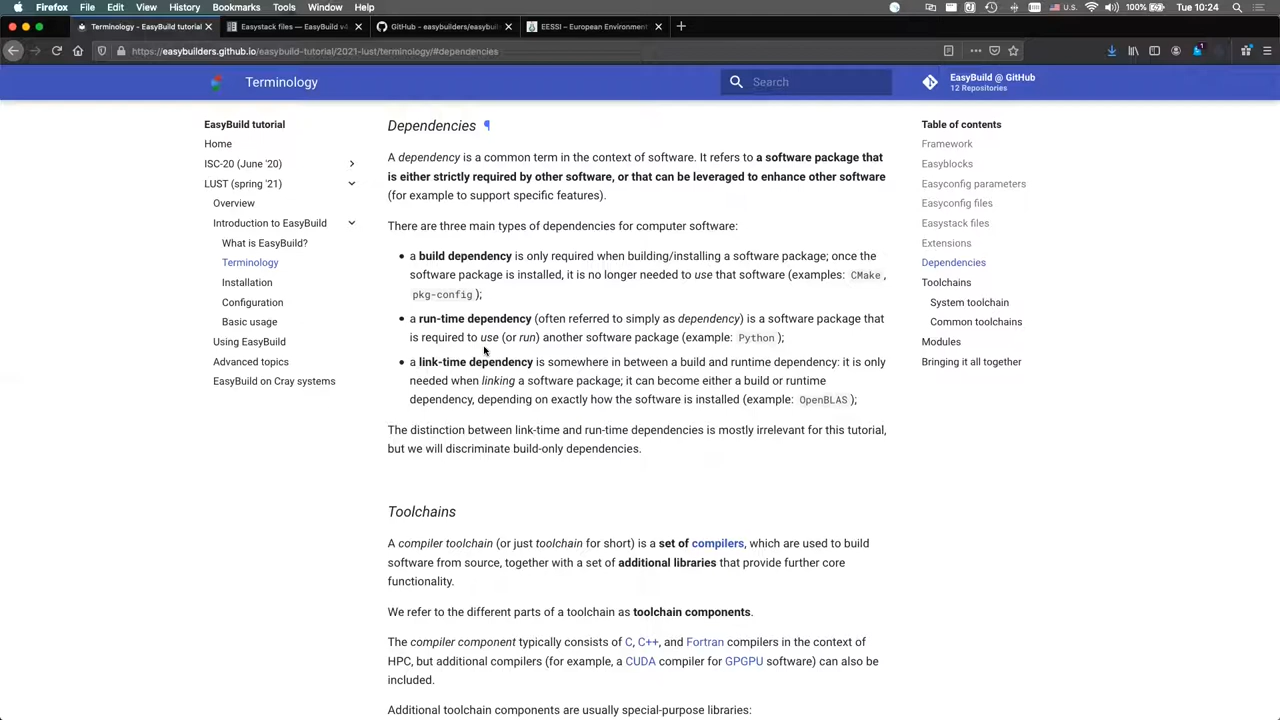 Firefox File Edit View History Bookmarks Tools Window Help 100% Tue 10:24
Terminology - EasyBuild tutorial
Easystack files — EasyBuild v4
GitHub - easybuilders/easybuil
EESSI – European Environment
https://easybuilders.github.io/easybuild-tutorial/2021-lust/terminology/#dependencies
Terminology
Search
EasyBuild @ GitHub
12 Repositories
EasyBuild tutorial
Home
ISC-20 (June '20)
LUST (spring '21)
Overview
Introduction to EasyBuild
What is EasyBuild?
Terminology
Installation
Configuration
Basic usage
Using EasyBuild
Advanced topics
EasyBuild on Cray systems
Dependencies ¶
A dependency is a common term in the context of software. It refers to a software package that
is either strictly required by other software, or that can be leveraged to enhance other software
(for example to support specific features).
There are three main types of dependencies for computer software:
• a build dependency is only required when building/installing a software package; once the
software package is installed, it is no longer needed to use that software (examples: CMake,
pkg-config);
• a run-time dependency (often referred to simply as dependency) is a software package that
is required to use (or run) another software package (example: Python);
• a link-time dependency is somewhere in between a build and runtime dependency: it is only
needed when linking a software package; it can become either a build or runtime
dependency, depending on exactly how the software is installed (example: OpenBLAS);
The distinction between link-time and run-time dependencies is mostly irrelevant for this tutorial,
but we will discriminate build-only dependencies.
Toolchains
A compiler toolchain (or just toolchain for short) is a set of compilers, which are used to build
software from source, together with a set of additional libraries that provide further core
functionality.
We refer to the different parts of a toolchain as toolchain components.
The compiler component typically consists of C, C++, and Fortran compilers in the context of
HPC, but additional compilers (for example, a CUDA compiler for GPGPU software) can also be
included.
Additional toolchain components are usually special-purpose libraries:
Table of contents
Framework
Easyblocks
Easyconfig parameters
Easyconfig files
Easystack files
Extensions
Dependencies
Toolchains
System toolchain
Common toolchains
Modules
Bringing it all together